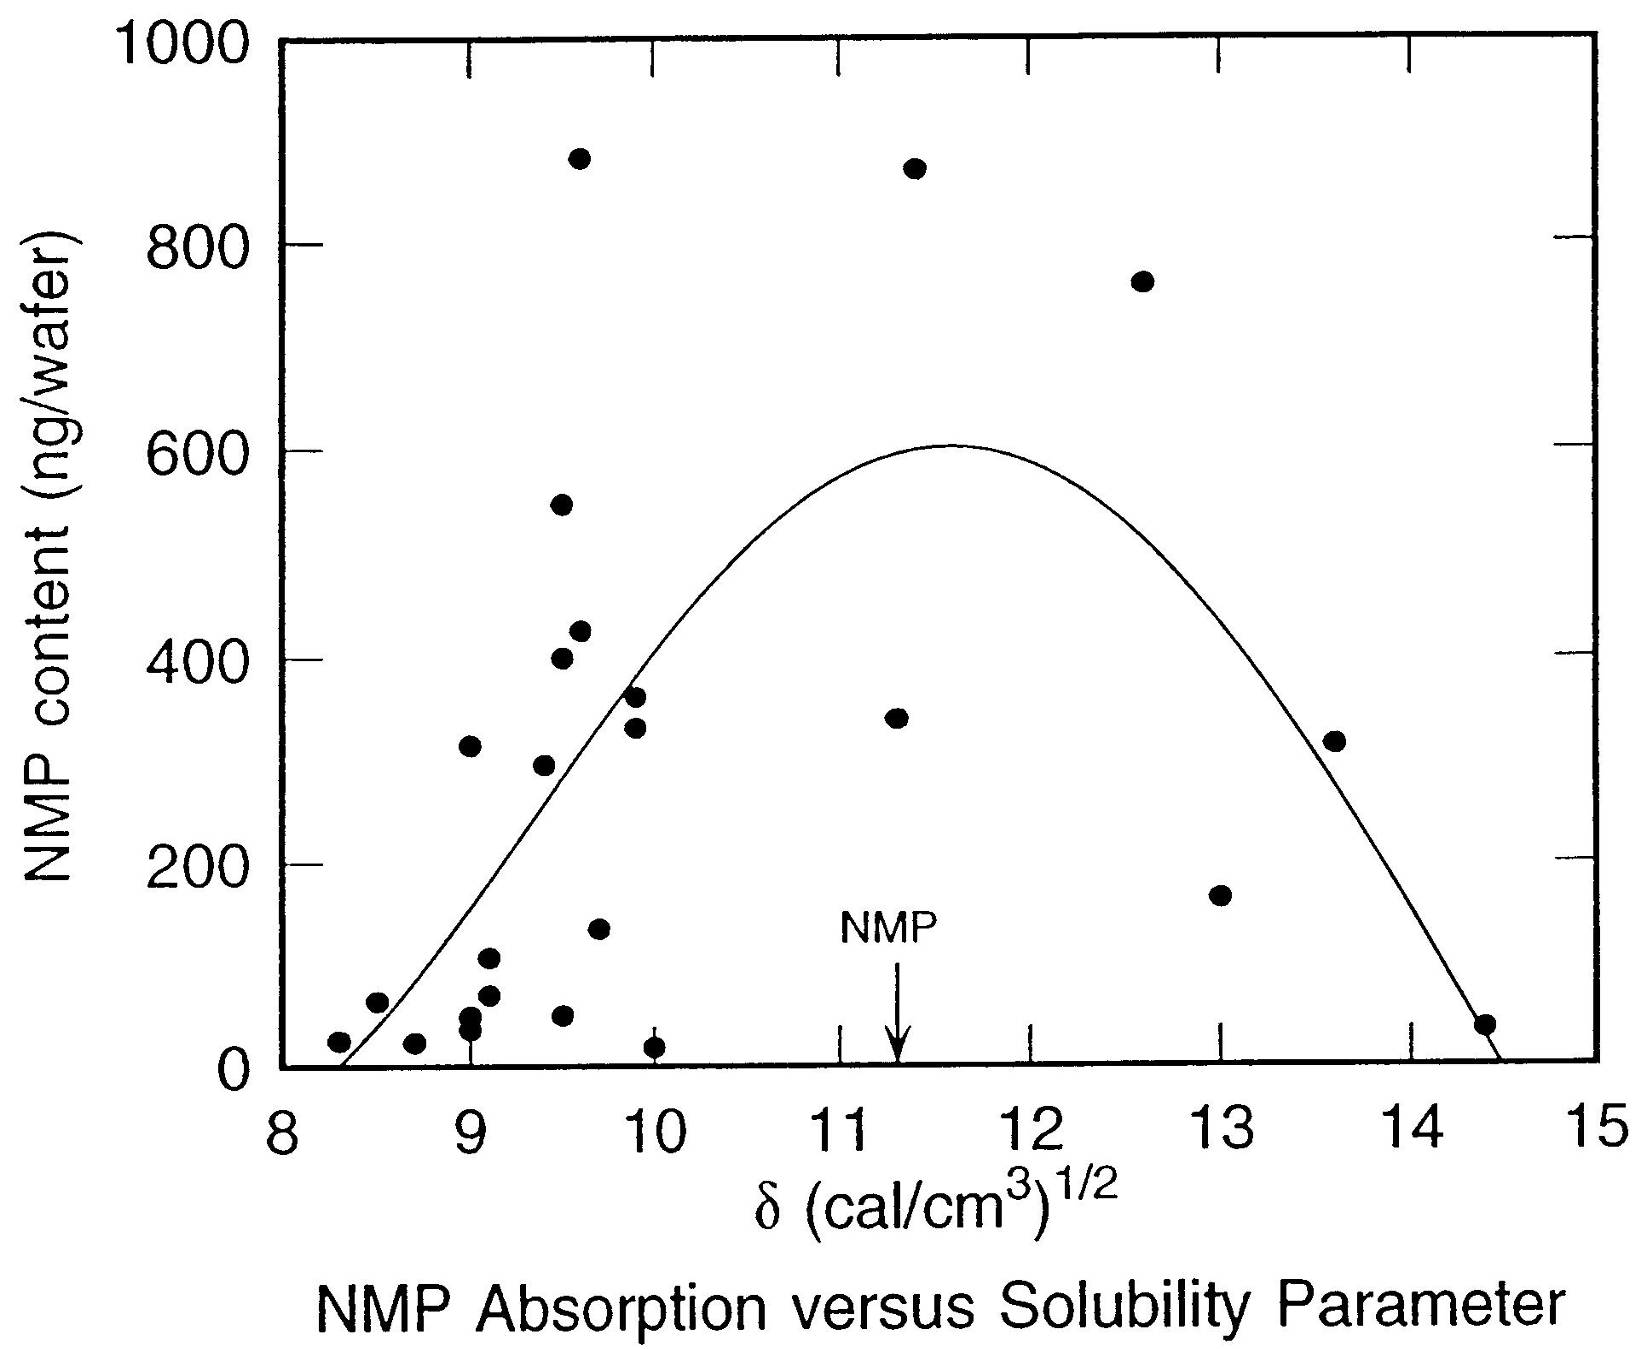 1000
800
600
400
200
0
NMP content (ng/wafer)
NMP
8 9 10 11 12 13 14 15
δ (cal/cm³)¹/²
NMP Absorption versus Solubility Parameter